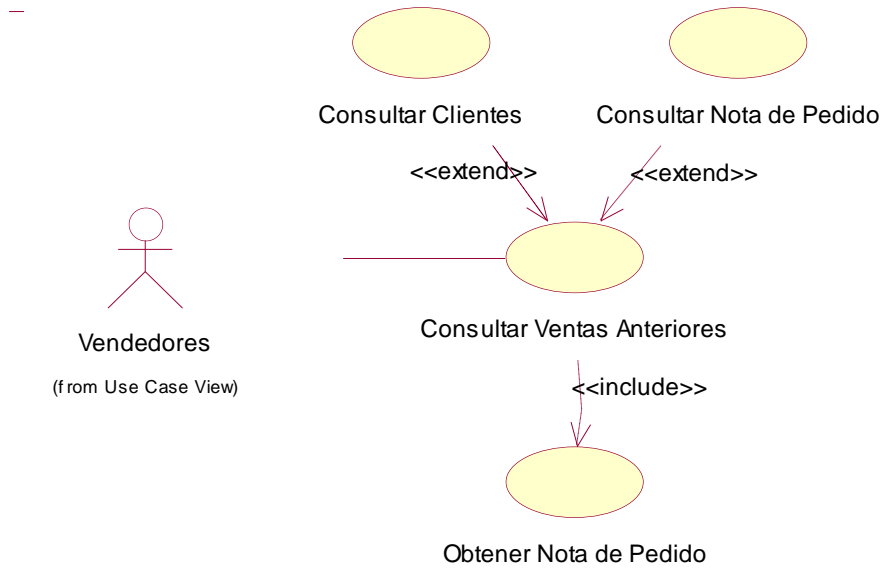 Consultar Clientes
Consultar Nota de Pedido
<<extend>>
<<extend>>
Vendedores
(from Use Case View)
Consultar Ventas Anteriores
<<include>>
Obtener Nota de Pedido